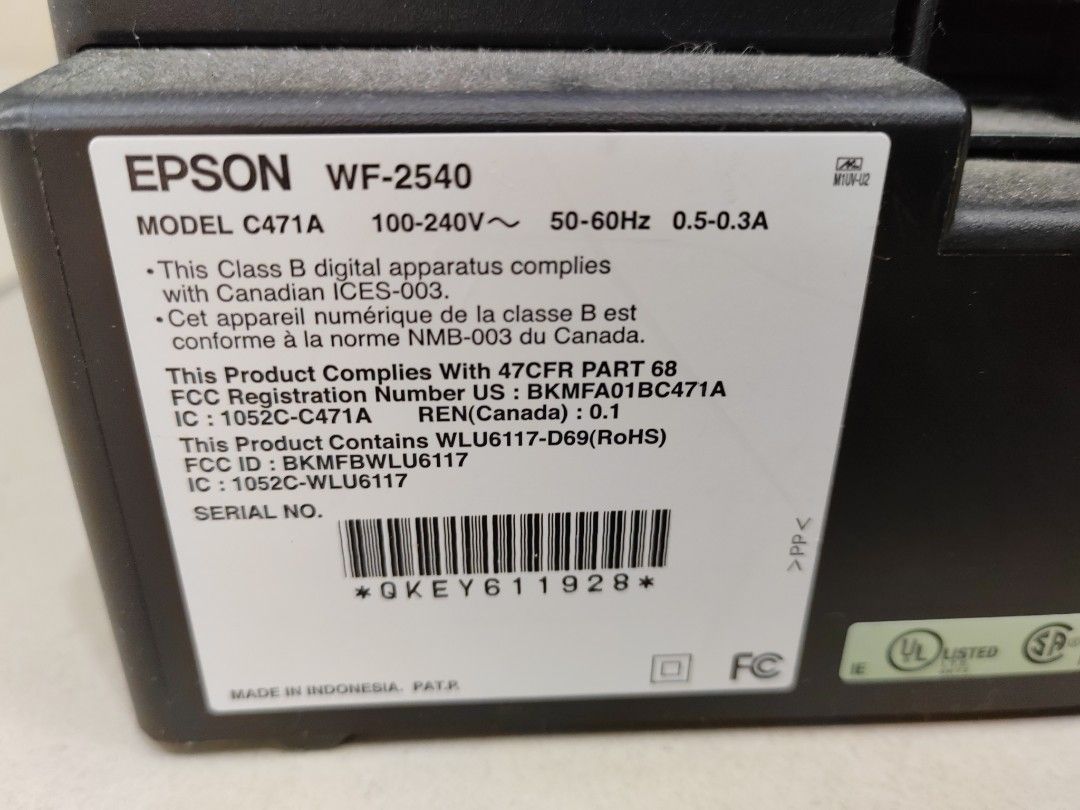 EPSON WF-2540
M1UV-U2
MODEL C471A 100-240V～ 50-60Hz 0.5-0.3A
•This Class B digital apparatus complies
with Canadian ICES-003.
•Cet appareil numérique de la classe B est
conforme à la norme NMB-003 du Canada.
This Product Complies With 47CFR PART 68
FCC Registration Number US : BKMFA01BC471A
IC : 1052C-C471A REN(Canada) : 0.1
This Product Contains WLU6117-D69(RoHS)
FCC ID : BKMFBWLU6117
IC : 1052C-WLU6117
SERIAL NO.
*QKEY611928*
>PP<
MADE IN INDONESIA. PAT.P.
FC
IE UL LISTED SA